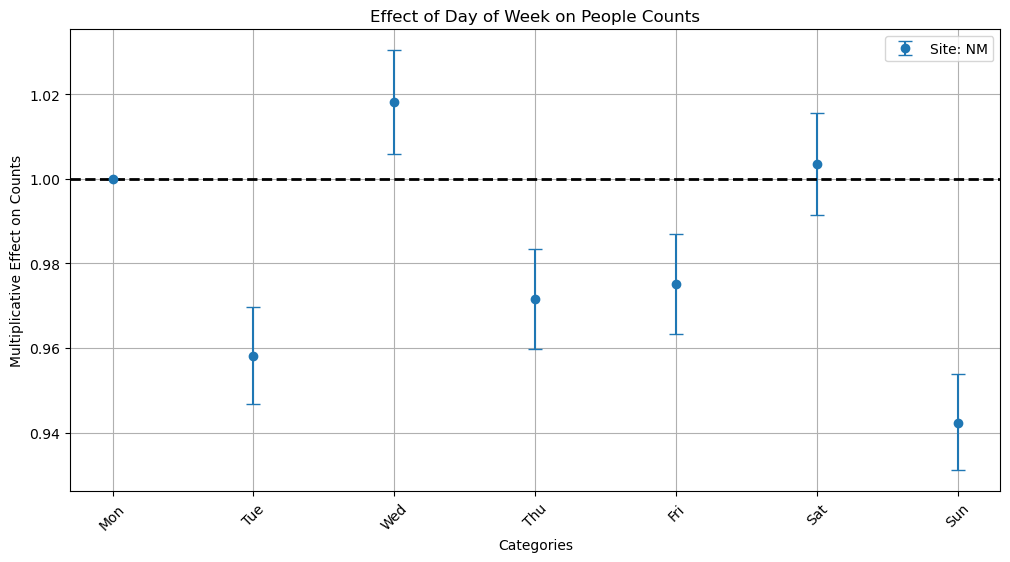 Effect of Day of Week on People Counts
Site: NM
Multiplicative Effect on Counts
1.02
1.00
0.98
0.96
0.94
Mon
Tue
Wed
Thu
Fri
Sat
Sun
Categories